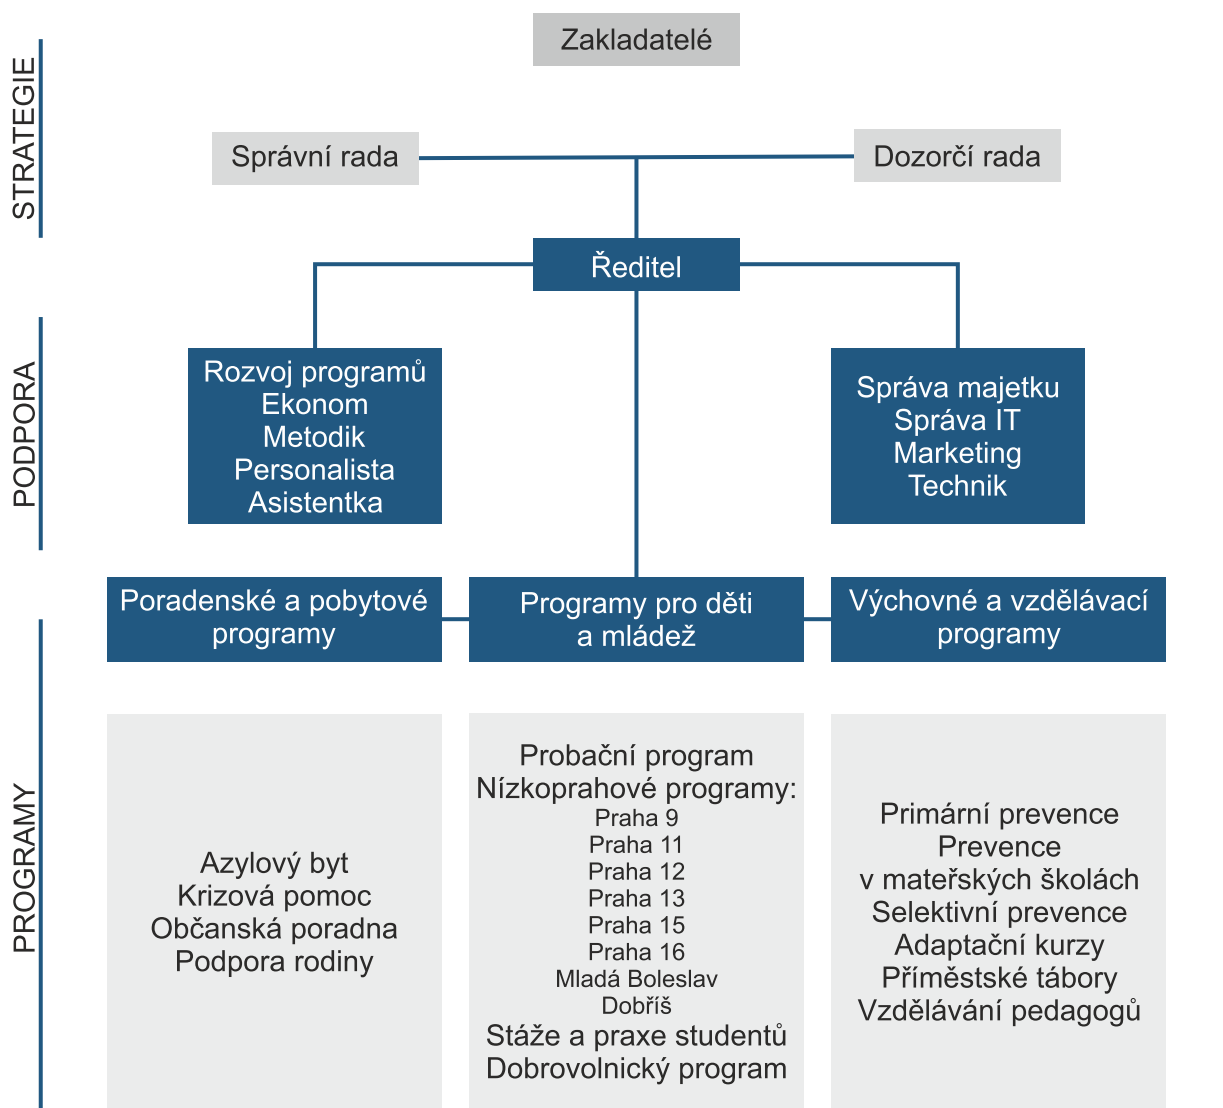 STRATEGIE
Zakladatelé
Správní rada
Dozorčí rada
Ředitel
PODPORA
Rozvoj programů
Ekonom
Metodik
Personalista
Asistentka
Správa majetku
Správa IT
Marketing
Technik
PROGRAMY
Poradenské a pobytové
programy
Programy pro děti
a mládež
Výchovné a vzdělávací
programy
Azylový byt
Krizová pomoc
Občanská poradna
Podpora rodiny
Probační program
Nízkoprahové programy:
Praha 9
Praha 11
Praha 12
Praha 13
Praha 15
Praha 16
Mladá Boleslav
Dobříš
Stáže a praxe studentů
Dobrovolnický program
Primární prevence
Prevence
v mateřských školách
Selektivní prevence
Adaptační kurzy
Příměstské tábory
Vzdělávání pedagogů